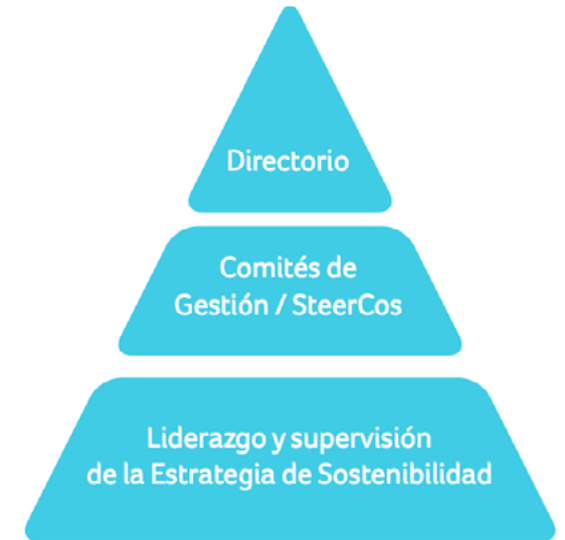 Directorio
Comités de
Gestión / SteerCos
Liderazgo y supervisión
de la Estrategia de Sostenibilidad